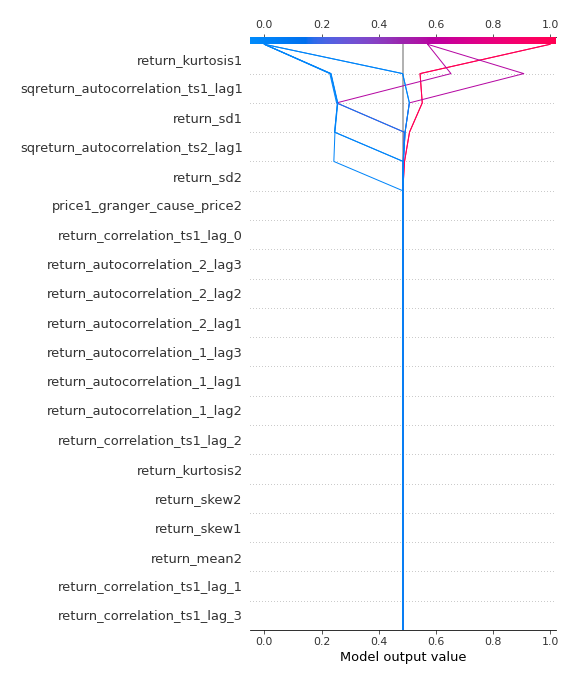 0.0 0.2 0.4 0.6 0.8 1.0
return_kurtosis1
sqreturn_autocorrelation_ts1_lag1
return_sd1
sqreturn_autocorrelation_ts2_lag1
return_sd2
price1_granger_cause_price2
return_correlation_ts1_lag_0
return_autocorrelation_2_lag3
return_autocorrelation_2_lag2
return_autocorrelation_2_lag1
return_autocorrelation_1_lag3
return_autocorrelation_1_lag1
return_autocorrelation_1_lag2
return_correlation_ts1_lag_2
return_kurtosis2
return_skew2
return_skew1
return_mean2
return_correlation_ts1_lag_1
return_correlation_ts1_lag_3
0.0 0.2 0.4 0.6 0.8 1.0
Model output value